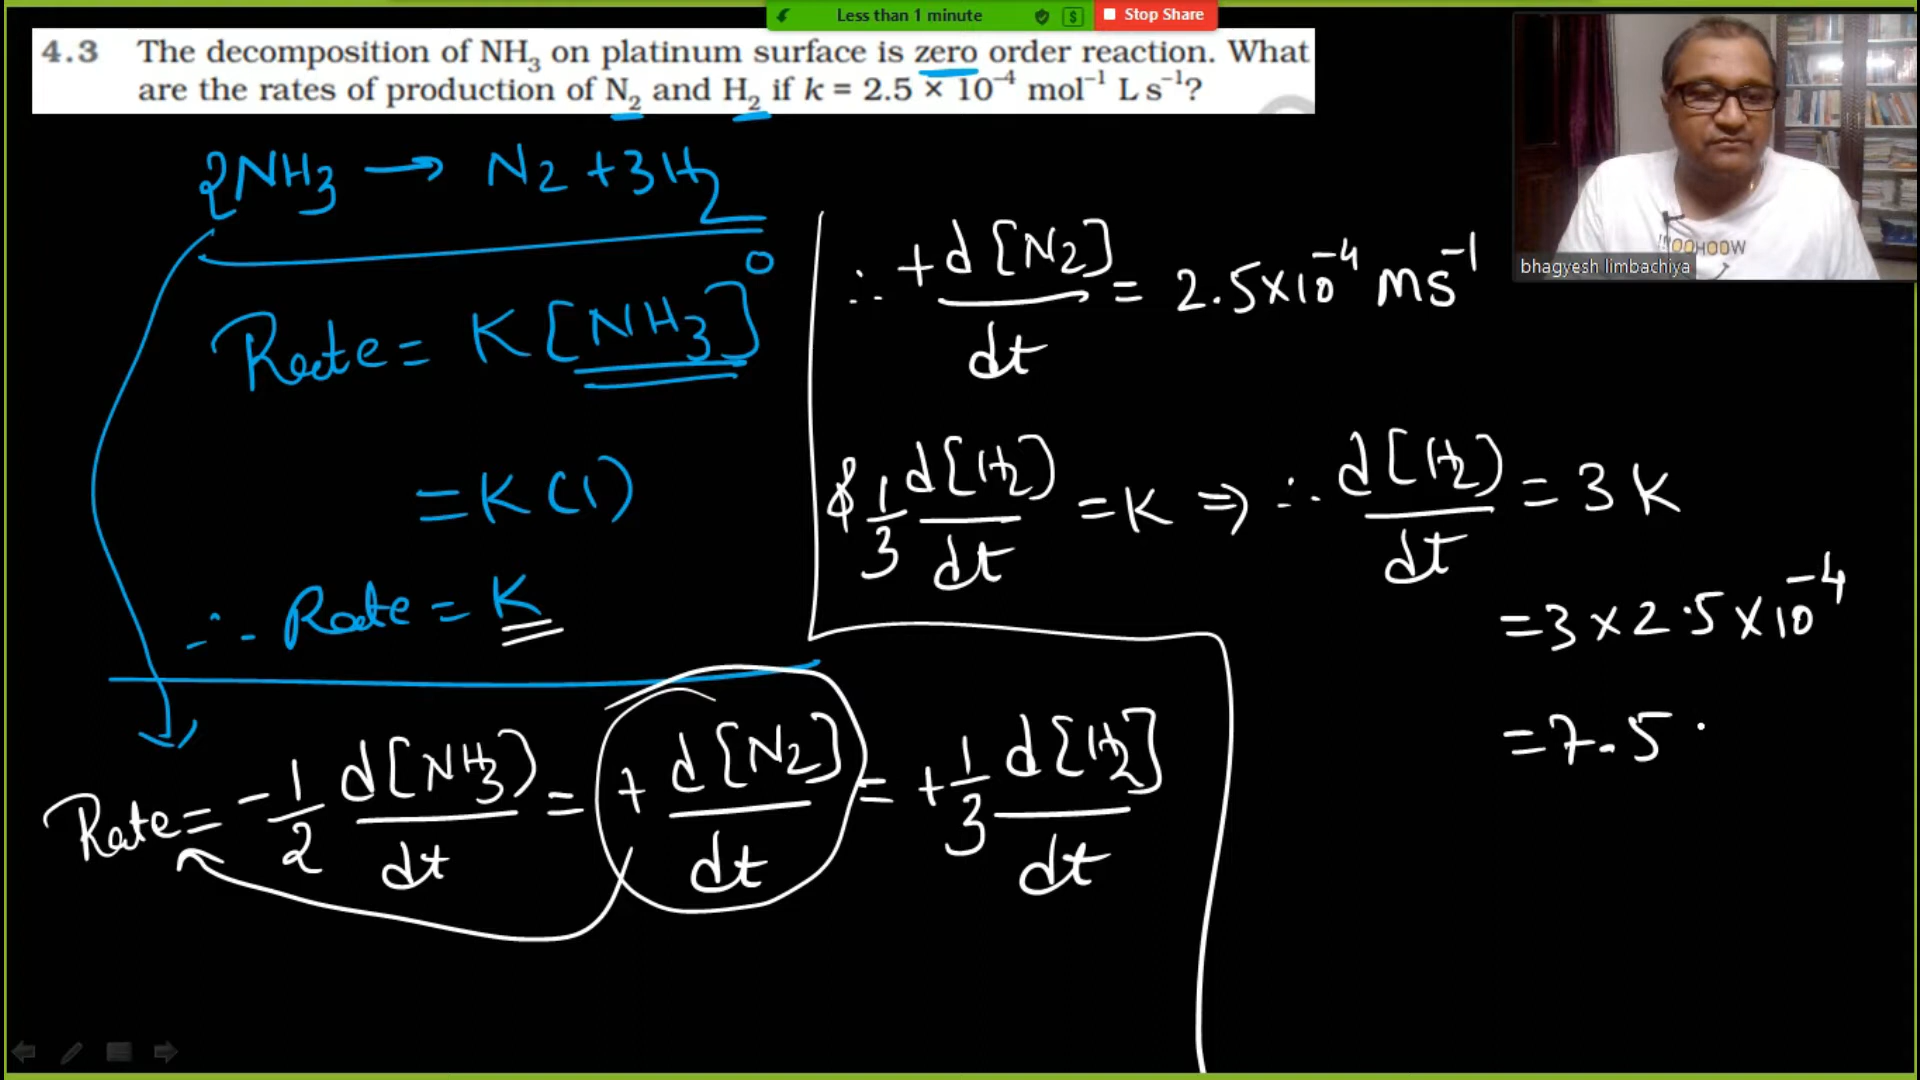 Less than 1 minute
Stop Share
4.3 The decomposition of NH₃ on platinum surface is zero order reaction. What
are the rates of production of N₂ and H₂ if k = 2.5 × 10⁻⁴ mol⁻¹ L s⁻¹?
2NH₃ → N₂ + 3H₂
Rate = K[NH₃]⁰
= K(1)
∴ Rate = K
Rate = -1/2 d[NH₃]/dt = + d[N₂]/dt = + 1/3 d[H₂]/dt
∴ + d[N₂]/dt = 2.5×10⁻⁴ Ms⁻¹
1/3 d[H₂]/dt = K ⇒ ∴ d[H₂]/dt = 3K
= 3 × 2.5 × 10⁻⁴
= 7.5 ·
!!OOHOOW
bhagyesh limbachiya